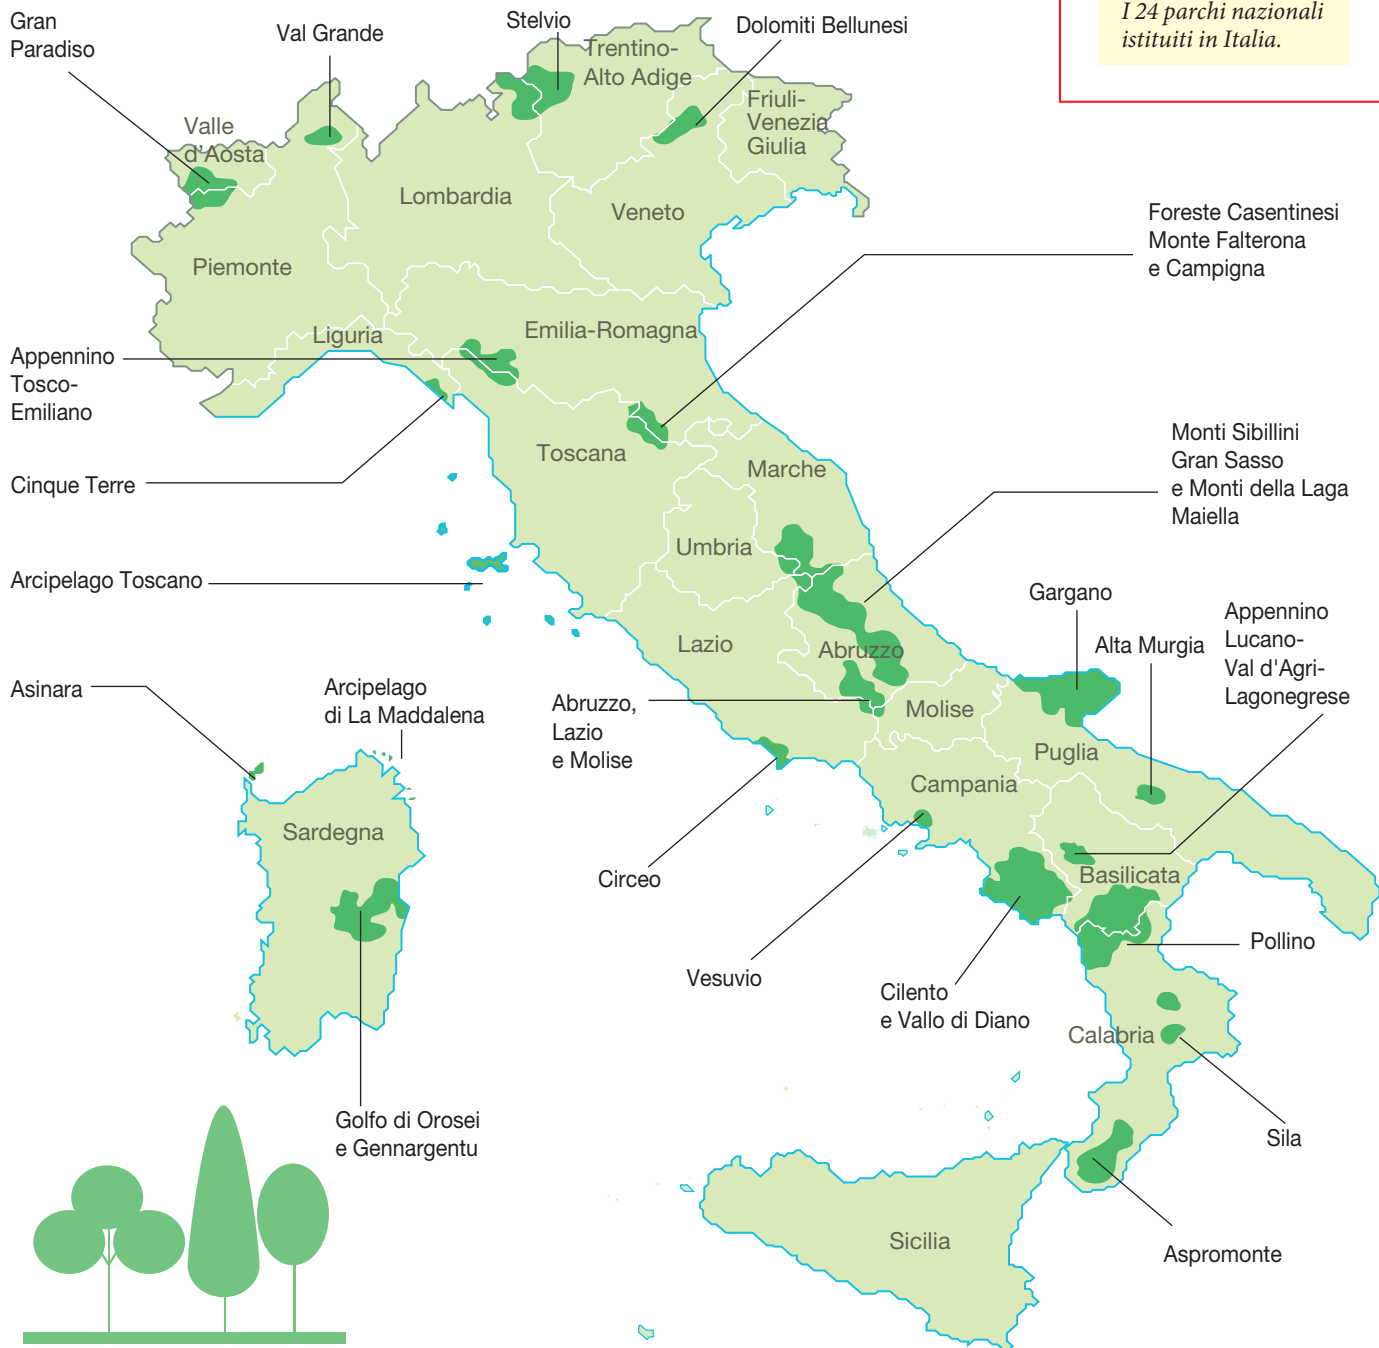 I 24 parchi nazionali
istituiti in Italia.
Gran
Paradiso
Val Grande
Stelvio
Dolomiti Bellunesi
Trentino-
Alto Adige
Friuli-
Venezia
Giulia
Valle
d'Aosta
Lombardia
Veneto
Piemonte
Foreste Casentinesi
Monte Falterona
e Campigna
Liguria
Emilia-Romagna
Appennino
Tosco-
Emiliano
Toscana
Marche
Monti Sibillini
Gran Sasso
e Monti della Laga
Maiella
Cinque Terre
Umbria
Arcipelago Toscano
Gargano
Appennino
Lucano-
Val d'Agri-
Lagonegrese
Alta Murgia
Lazio
Abruzzo
Asinara
Arcipelago
di La Maddalena
Abruzzo,
Lazio
e Molise
Molise
Puglia
Campania
Sardegna
Circeo
Basilicata
Pollino
Vesuvio
Cilento
e Vallo di Diano
Calabria
Golfo di Orosei
e Gennargentu
Sila
Sicilia
Aspromonte